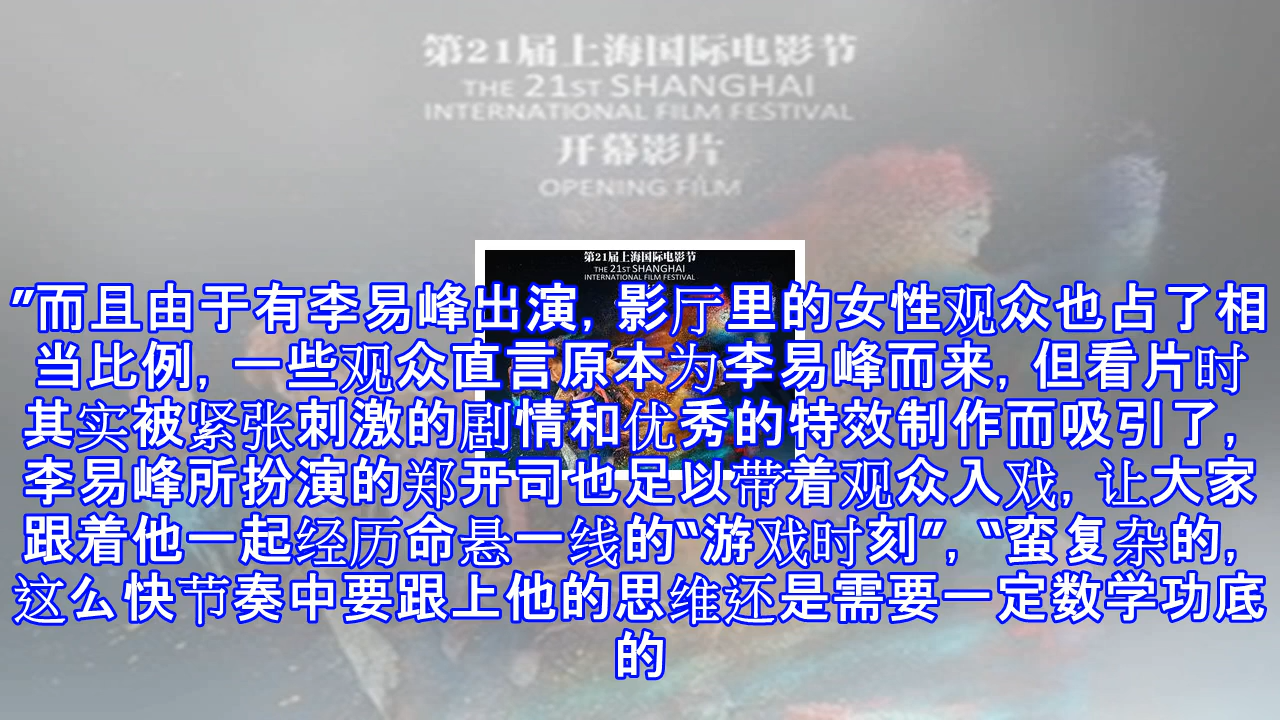 第21届上海国际电影节
THE 21ST SHANGHAI
INTERNATIONAL FILM FESTIVAL
开幕影片
OPENING FILM
第21届上海国际电影节
THE 21ST SHANGHAI
INTERNATIONAL FILM FESTIVAL
"而且由于有李易峰出演, 影厅里的女性观众也占了相
当比例, 一些观众直言原本为李易峰而来, 但看片时
其实被紧张刺激的剧情和优秀的特效制作而吸引了,
李易峰所扮演的郑开司也足以带着观众入戏, 让大家
跟着他一起经历命悬一线的“游戏时刻”, “蛮复杂的,
这么快节奏中要跟上他的思维还是需要一定数学功底
的